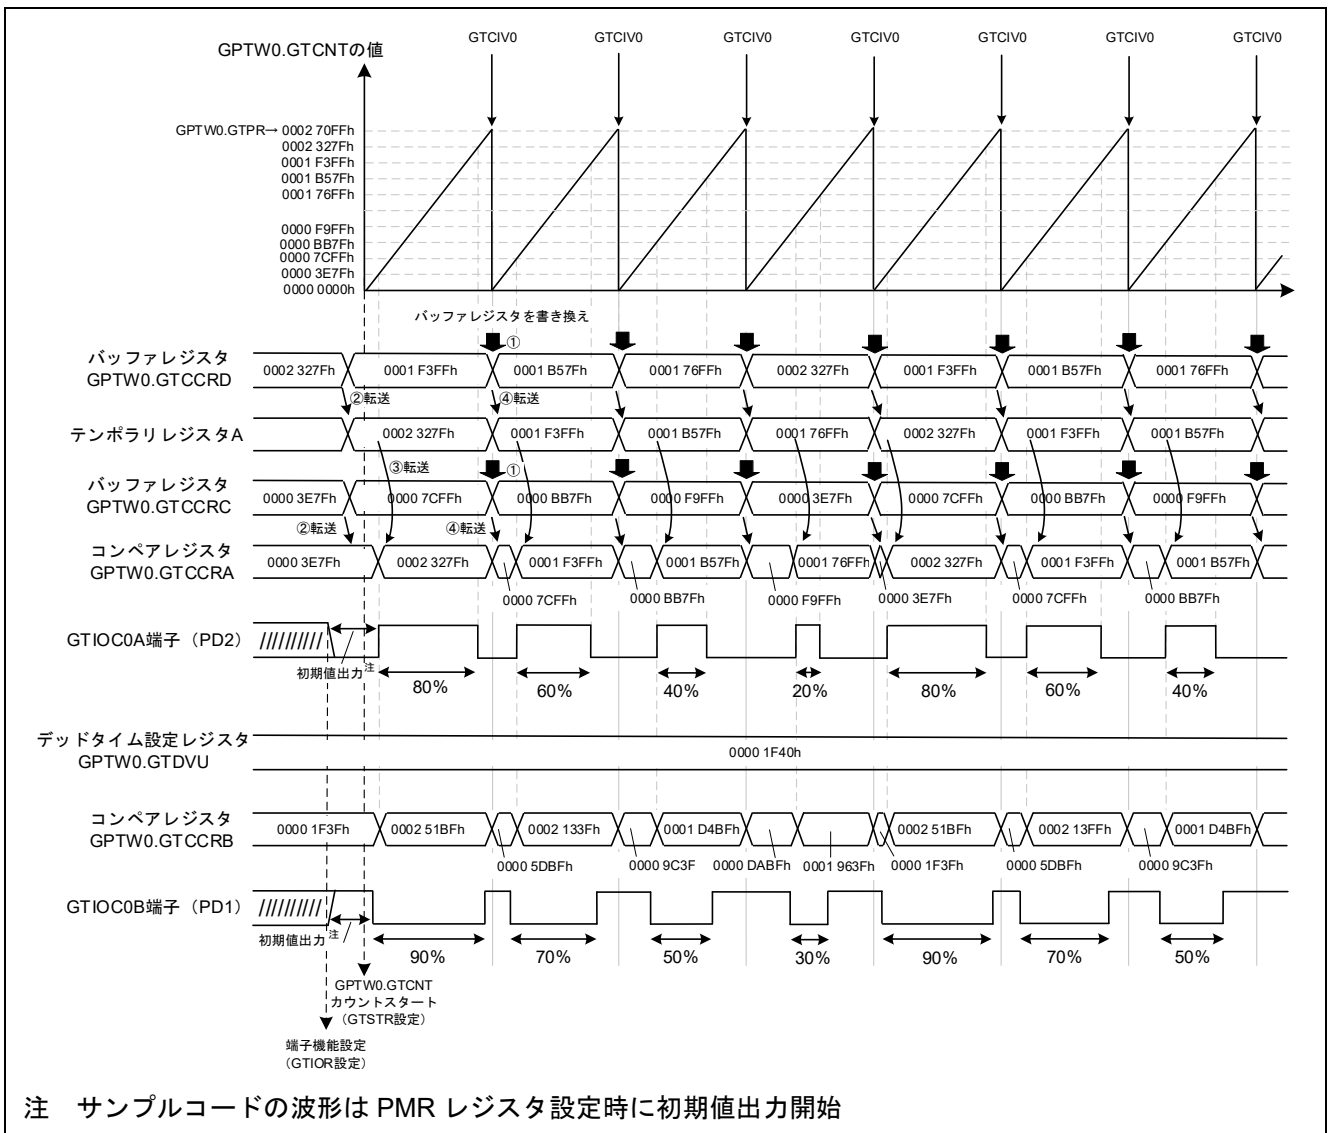 GPTW0.GTCNTの値
GTCIV0 GTCIV0 GTCIV0 GTCIV0 GTCIV0 GTCIV0 GTCIV0
GPTW0.GTPR→ 0002 70FFh
0002 327Fh
0001 F3FFh
0001 B57Fh
0001 76FFh
0000 F9FFh
0000 BB7Fh
0000 7CFFh
0000 3E7Fh
0000 0000h
バッファレジスタを書き換え
①
バッファレジスタ
GPTW0.GTCCRD
0002 327Fh 0001 F3FFh 0001 B57Fh 0001 76FFh 0002 327Fh 0001 F3FFh 0001 B57Fh 0001 76FFh
②転送 ④転送
テンポラリレジスタA
0002 327Fh 0001 F3FFh 0001 B57Fh 0001 76FFh 0002 327Fh 0001 F3FFh 0001 B57Fh
③転送 ①
バッファレジスタ
GPTW0.GTCCRC
0000 3E7Fh 0000 7CFFh 0000 BB7Fh 0000 F9FFh 0000 3E7Fh 0000 7CFFh 0000 BB7Fh 0000 F9FFh
②転送 ④転送
コンペアレジスタ
GPTW0.GTCCRA
0000 3E7Fh 0002 327Fh 0001 F3FFh 0001 B57Fh 0001 76FFh 0002 327Fh 0001 F3FFh 0001 B57Fh
0000 7CFFh 0000 BB7Fh 0000 F9FFh 0000 3E7Fh 0000 7CFFh 0000 BB7Fh
GTIOC0A端子（PD2）
初期値出力注
80% 60% 40% 20% 80% 60% 40%
デッドタイム設定レジスタ
GPTW0.GTDVU
0000 1F40h
コンペアレジスタ
GPTW0.GTCCRB
0000 1F3Fh 0002 51BFh 0002 133Fh 0001 D4BFh 0002 51BFh 0002 13FFh 0001 D4BFh
0000 5DBFh 0000 9C3F 0000 DABFh 0001 963Fh 0000 1F3Fh 0000 5DBFh 0000 9C3Fh
GTIOC0B端子（PD1）
初期値出力注
90% 70% 50% 30% 90% 70% 50%
GPTW0.GTCNT
カウントスタート
（GTSTR設定）
端子機能設定
（GTIOR設定）
注 サンプルコードの波形は PMR レジスタ設定時に初期値出力開始